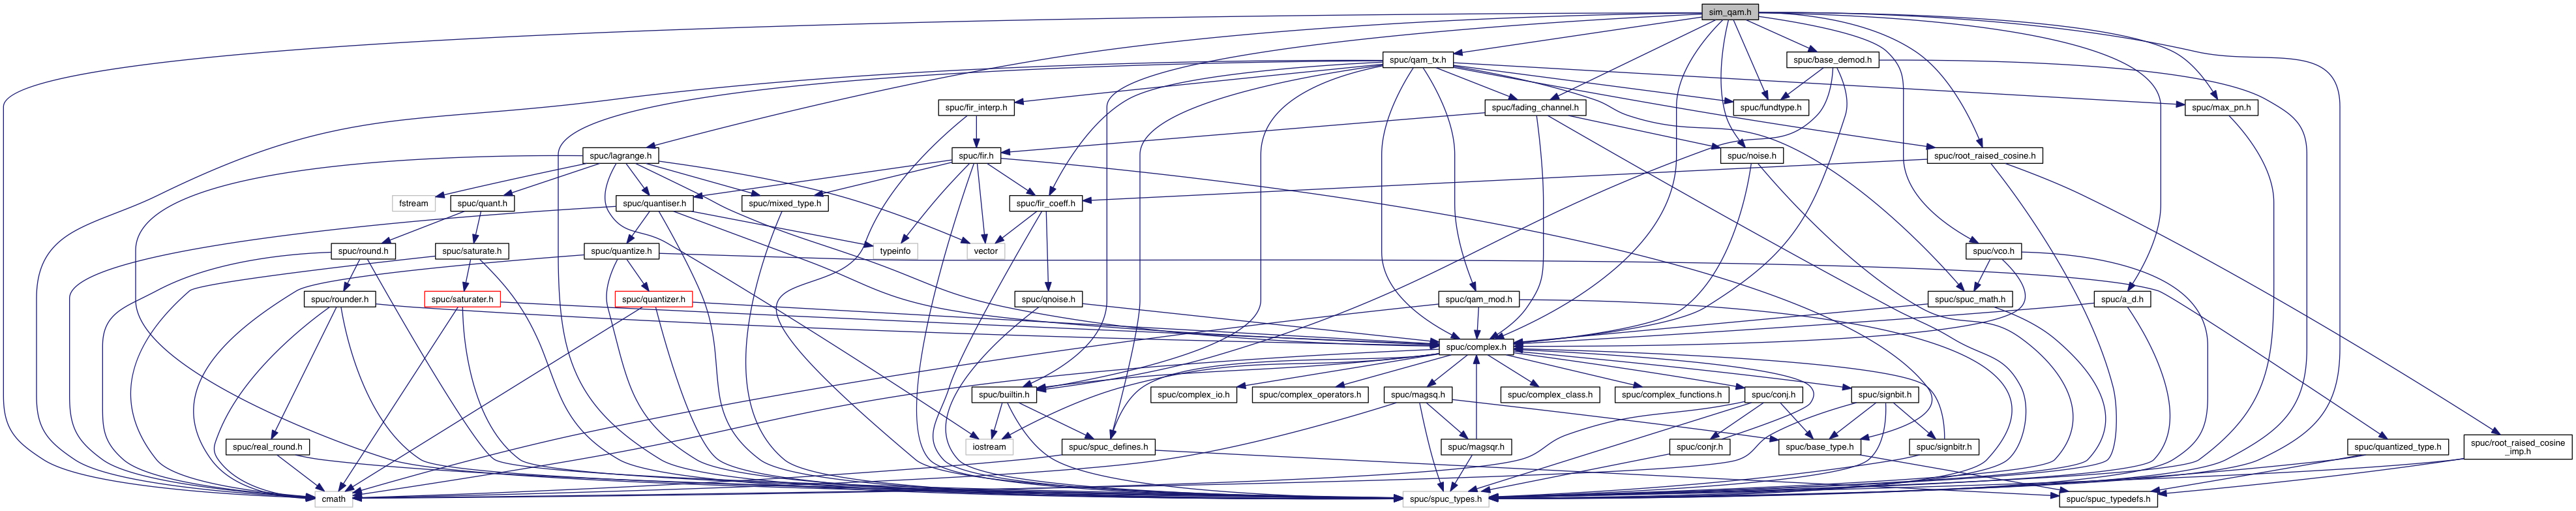 sim_qam.h
spuc/qam_tx.h
spuc/base_demod.h
spuc/fir_interp.h
spuc/fading_channel.h
spuc/fundtype.h
spuc/max_pn.h
spuc/lagrange.h
spuc/fir.h
spuc/noise.h
spuc/root_raised_cosine.h
fstream
spuc/quant.h
spuc/quantiser.h
spuc/mixed_type.h
spuc/fir_coeff.h
spuc/round.h
spuc/saturate.h
spuc/quantize.h
typeinfo
vector
spuc/vco.h
spuc/rounder.h
spuc/saturater.h
spuc/quantizer.h
spuc/qnoise.h
spuc/qam_mod.h
spuc/spuc_math.h
spuc/a_d.h
spuc/complex.h
spuc/builtin.h
spuc/complex_io.h
spuc/complex_operators.h
spuc/magsq.h
spuc/complex_class.h
spuc/complex_functions.h
spuc/conj.h
spuc/signbit.h
spuc/real_round.h
iostream
spuc/spuc_defines.h
spuc/magsqr.h
spuc/conjr.h
spuc/base_type.h
spuc/signbitr.h
spuc/quantized_type.h
spuc/root_raised_cosine
_imp.h
cmath
spuc/spuc_types.h
spuc/spuc_typedefs.h